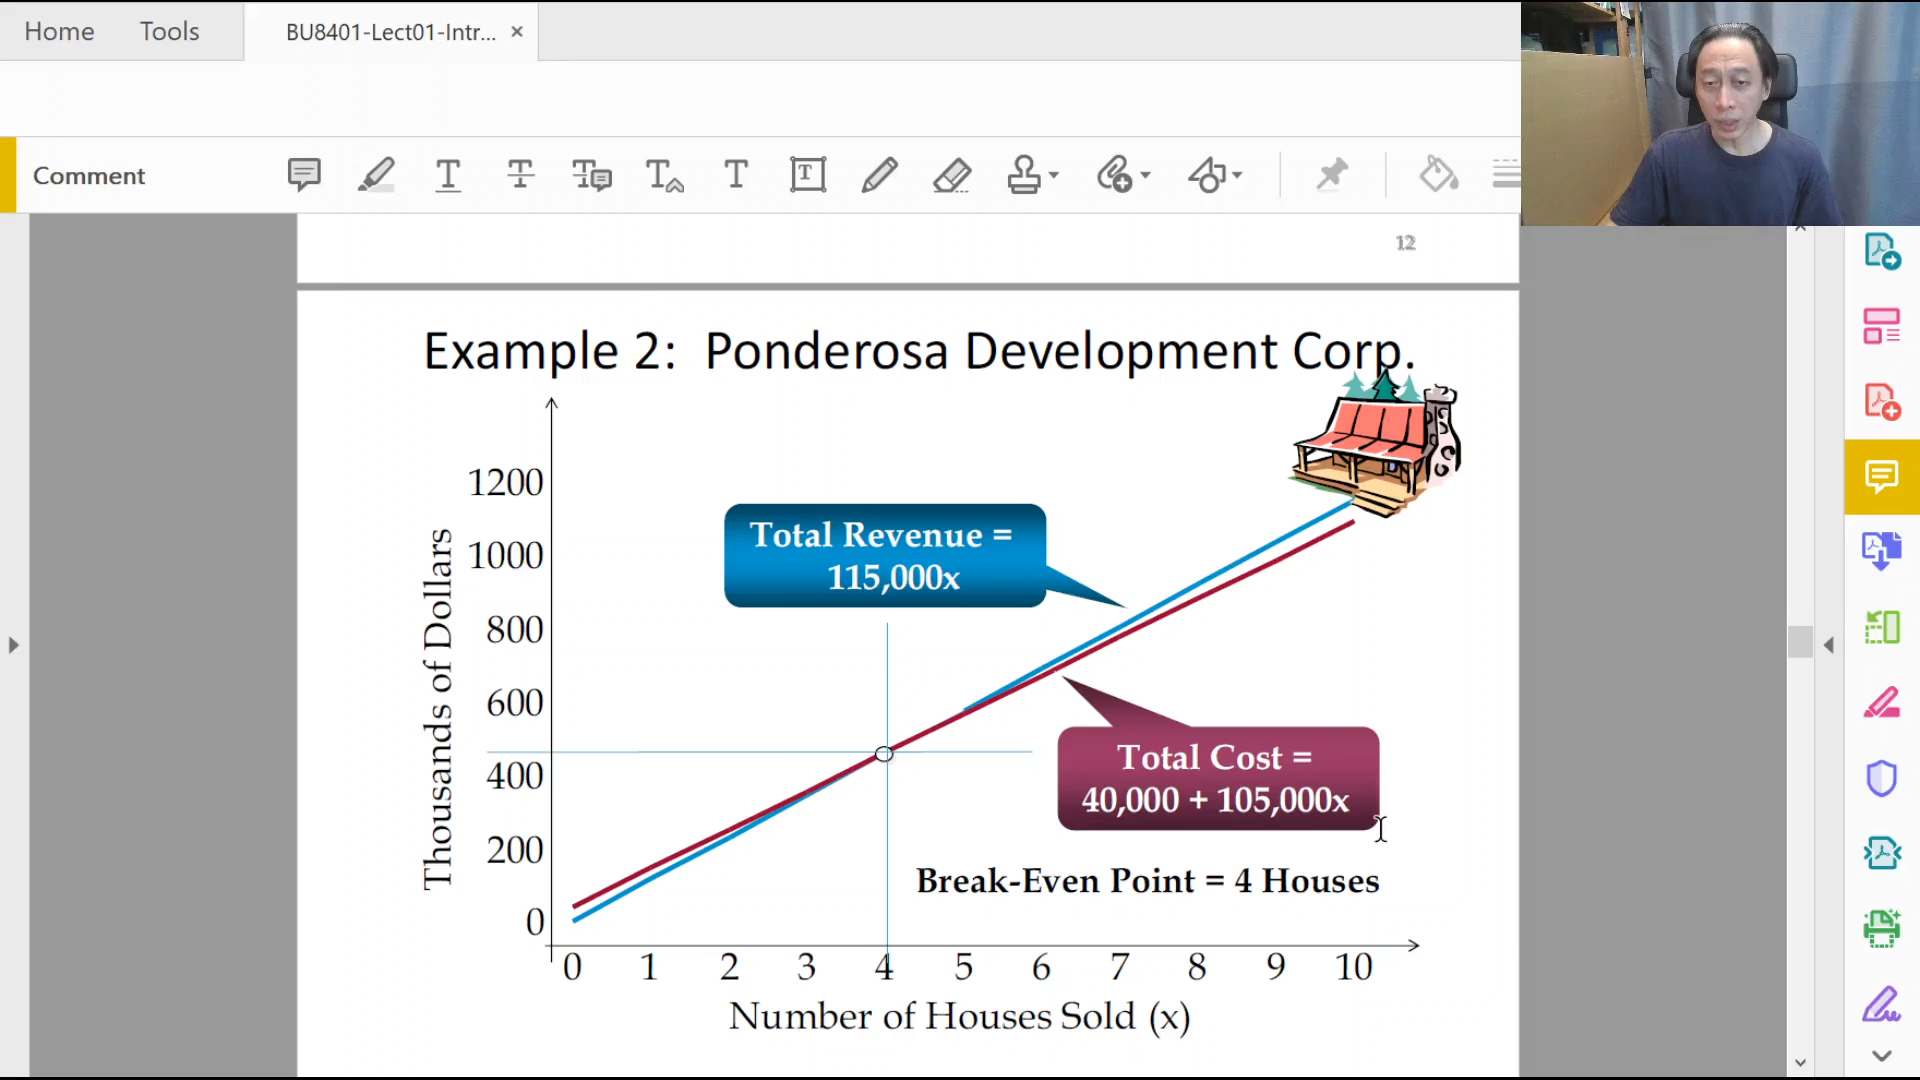 Home
Tools
BU8401-Lect01-Intr...
Comment
12
Example 2: Ponderosa Development Corp.
Thousands of Dollars
1200
1000
800
600
400
200
0
Total Revenue =
115,000x
Total Cost =
40,000 + 105,000x
Break-Even Point = 4 Houses
0 1 2 3 4 5 6 7 8 9 10
Number of Houses Sold (x)